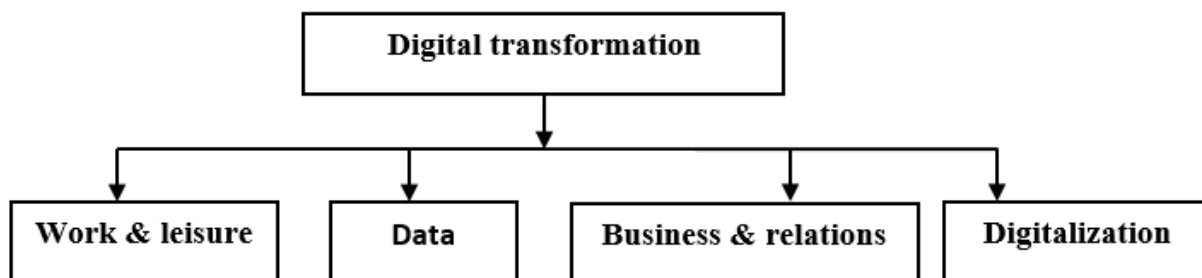 Digital transformation
Work & leisure
Data
Business & relations
Digitalization